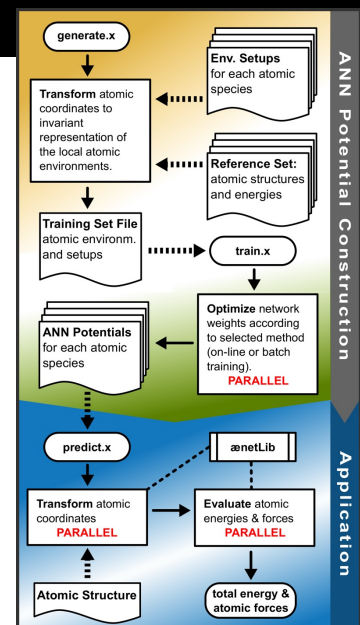 generate.x
Env. Setups
for each atomic
species
Transform atomic
coordinates to
invariant
representation of
the local atomic
environments.
Reference Set:
atomic structures
and energies
Training Set File
atomic environm.
and setups
train.x
Optimize network
weights according
to selected method
(on-line or batch
training).
PARALLEL
ANN Potentials
for each atomic
species
ANN Potential Construction
predict.x
ænetLib
Transform atomic
coordinates
PARALLEL
Evaluate atomic
energies & forces
PARALLEL
Atomic Structure
total energy &
atomic forces
Application